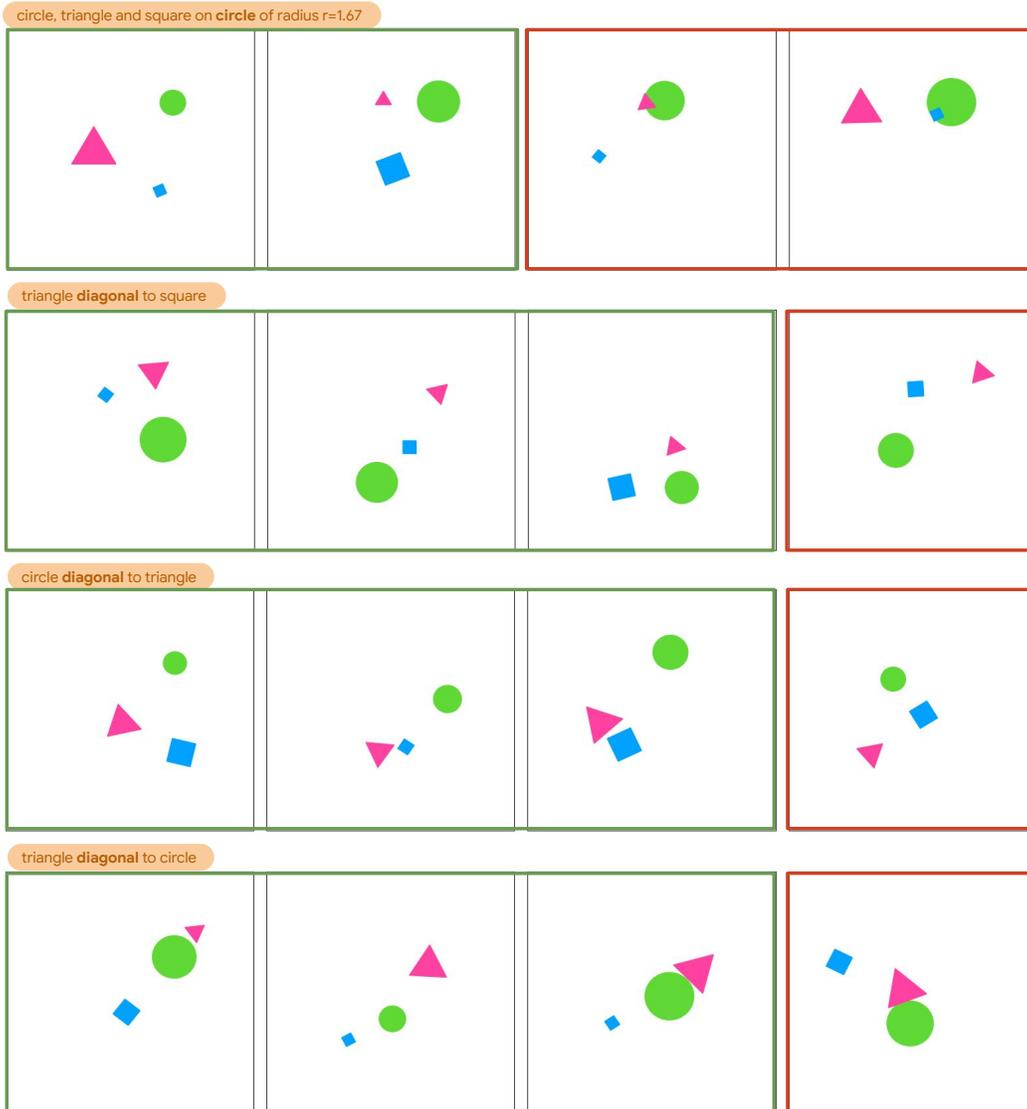 circle, triangle and square on circle of radius r=1.67
triangle diagonal to square
circle diagonal to triangle
triangle diagonal to circle